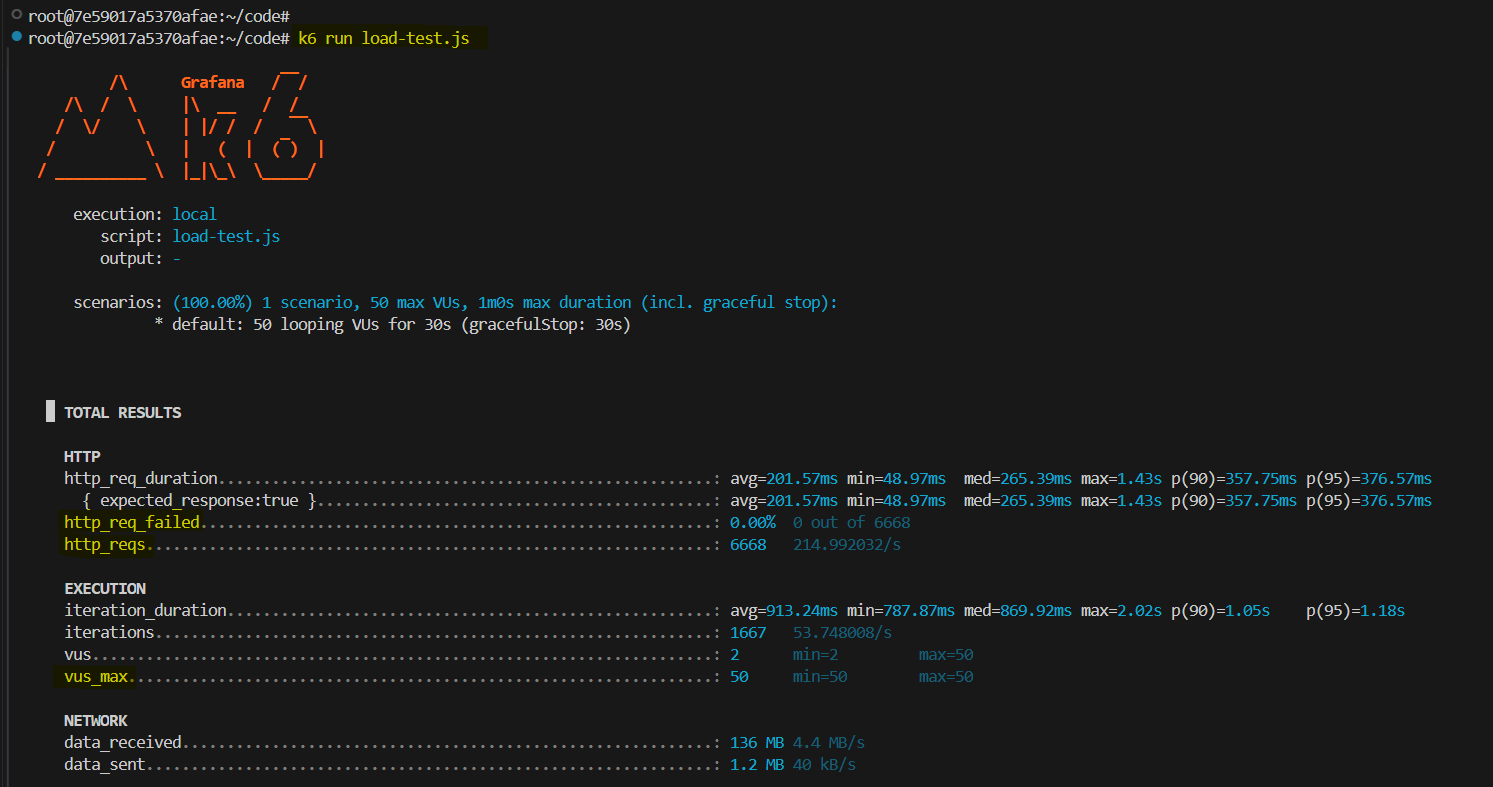 root@7e59017a5370afae:~/code#
root@7e59017a5370afae:~/code# k6 run load-test.js
Grafana
execution: local
script: load-test.js
output: -
scenarios: (100.00%) 1 scenario, 50 max VUs, 1m0s max duration (incl. graceful stop):
* default: 50 looping VUs for 30s (gracefulStop: 30s)
TOTAL RESULTS
HTTP
http_req_duration.......................................................: avg=201.57ms min=48.97ms  med=265.39ms max=1.43s p(90)=357.75ms p(95)=376.57ms
{ expected_response:true }............................................: avg=201.57ms min=48.97ms  med=265.39ms max=1.43s p(90)=357.75ms p(95)=376.57ms
http_req_failed.........................................................: 0.00%  0 out of 6668
http_reqs...............................................................: 6668   214.992032/s
EXECUTION
iteration_duration......................................................: avg=913.24ms min=787.87ms med=869.92ms max=2.02s p(90)=1.05s    p(95)=1.18s
iterations..............................................................: 1667   53.748008/s
vus.....................................................................: 2      min=2         max=50
vus_max.................................................................: 50     min=50        max=50
NETWORK
data_received...........................................................: 136 MB 4.4 MB/s
data_sent...............................................................: 1.2 MB 40 kB/s